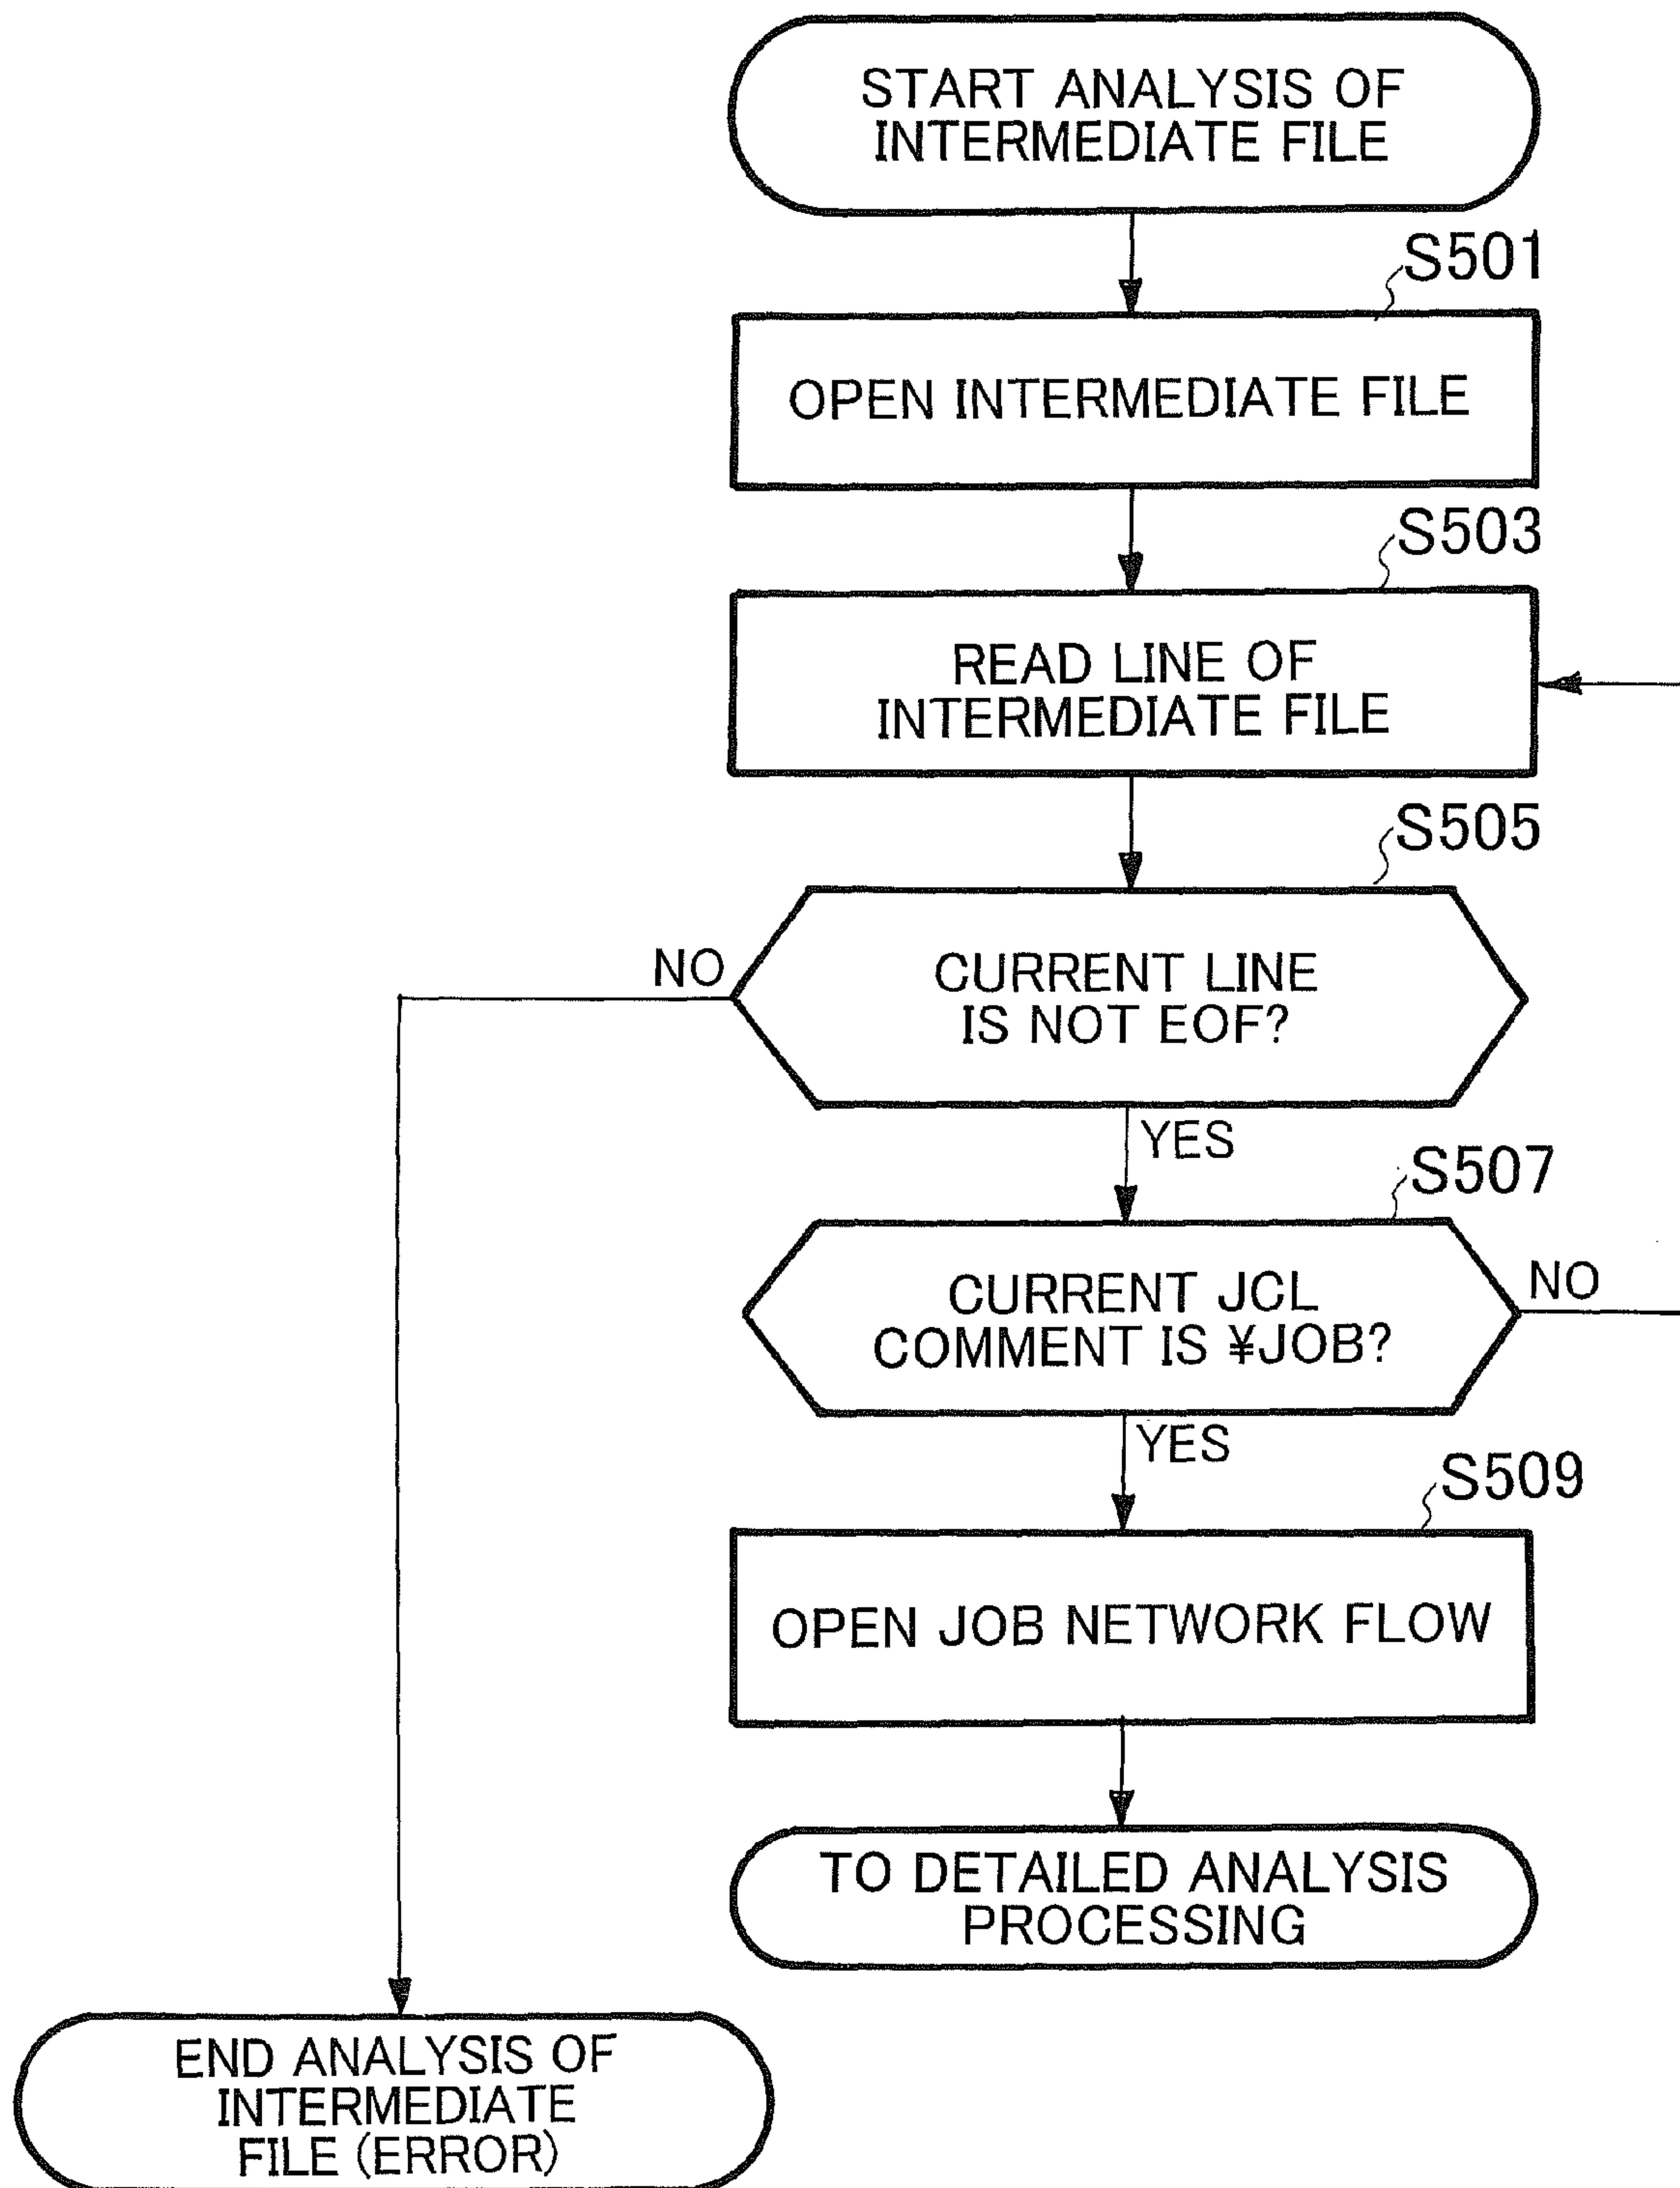 START ANALYSIS OF
INTERMEDIATE FILE
S501
OPEN INTERMEDIATE FILE
S503
READ LINE OF
INTERMEDIATE FILE
S505
NO
CURRENT LINE
IS NOT EOF?
YES
S507
CURRENT JCL
COMMENT IS ¥JOB?
NO
YES
S509
OPEN JOB NETWORK FLOW
TO DETAILED ANALYSIS
PROCESSING
END ANALYSIS OF
INTERMEDIATE
FILE (ERROR)